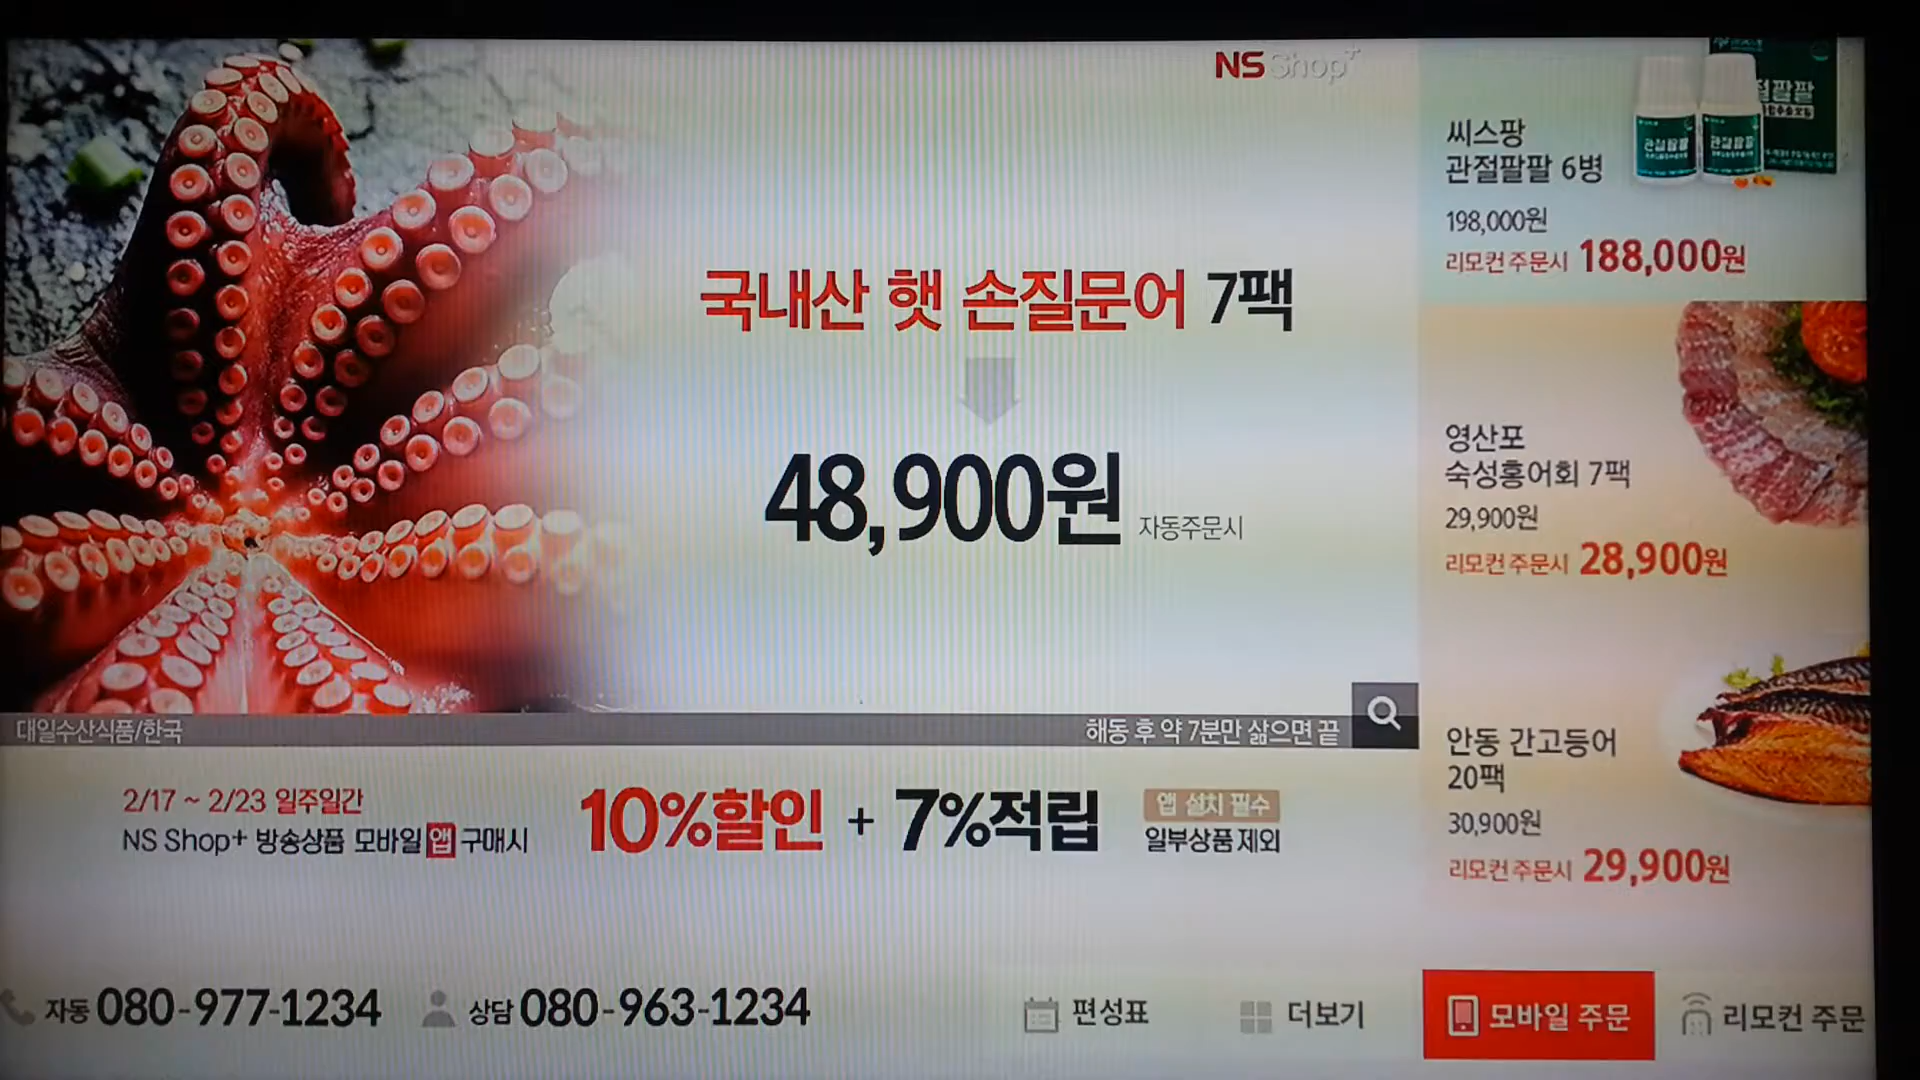 NS Shop+
국내산 햇 손질문어 7팩
48,900원 자동주문시
대일수산식품/한국
해동 후 약 7분만 삶으면 끝
2/17 ~ 2/23 일주일간
NS Shop+ 방송상품 모바일 앱 구매시
10%할인 + 7%적립
앱 설치 필수
일부상품 제외
씨스팡
관절팔팔 6병
198,000원
리모컨 주문시 188,000원
관절팔팔
관절팔팔
영산포
숙성홍어회 7팩
29,900원
리모컨 주문시 28,900원
안동 간고등어
20팩
30,900원
리모컨 주문시 29,900원
자동 080-977-1234
상담 080-963-1234
편성표
더보기
모바일 주문
리모컨 주문